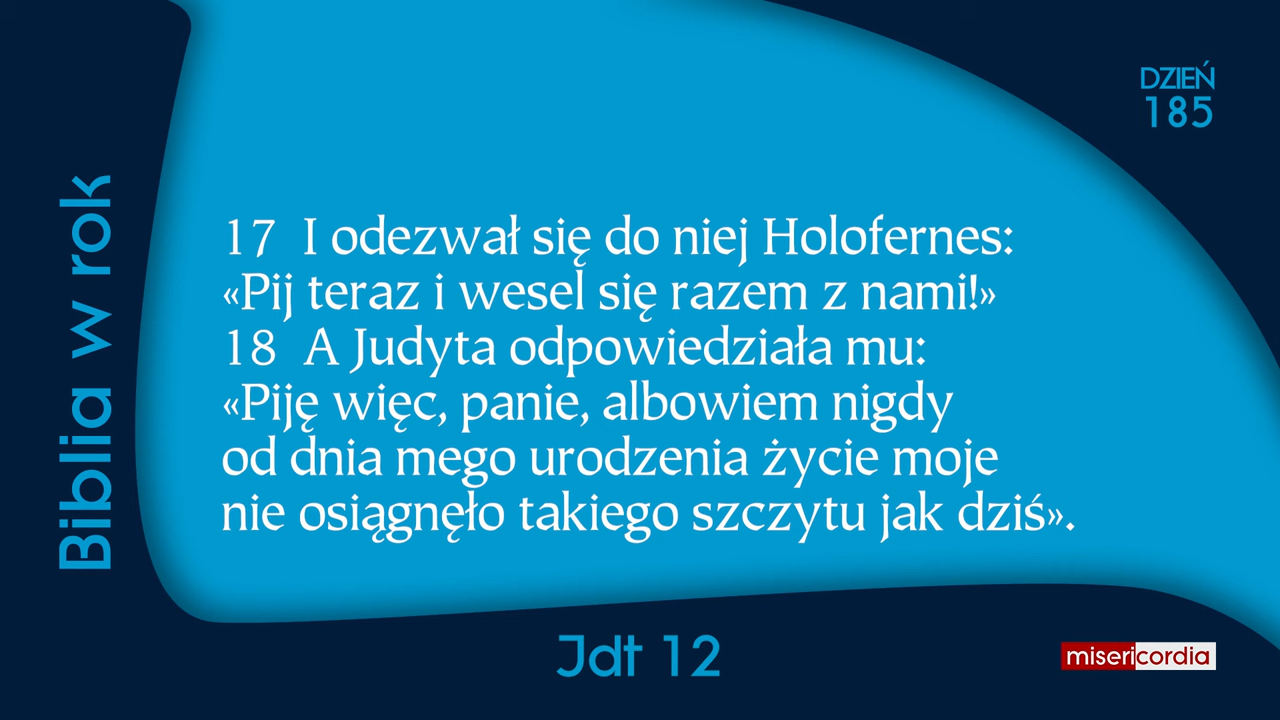 DZIEŃ
185
Biblia w rok
17 I odezwał się do niej Holofernes:
«Pij teraz i wesel się razem z nami!»
18 A Judyta odpowiedziała mu:
«Piję więc, panie, albowiem nigdy
od dnia mego urodzenia życie moje
nie osiągnęło takiego szczytu jak dziś».
Jdt 12
misericordia